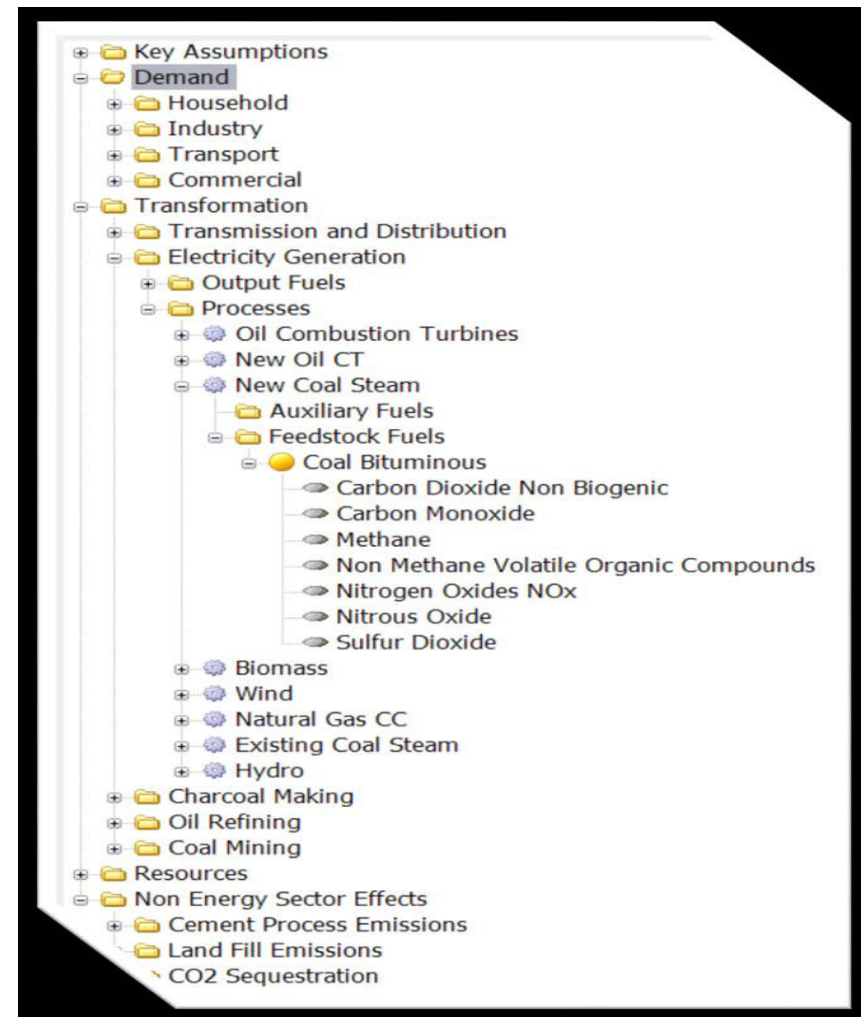 Key Assumptions
Demand
Household
Industry
Transport
Commercial
Transformation
Transmission and Distribution
Electricity Generation
Output Fuels
Processes
Oil Combustion Turbines
New Oil CT
New Coal Steam
Auxiliary Fuels
Feedstock Fuels
Coal Bituminous
Carbon Dioxide Non Biogenic
Carbon Monoxide
Methane
Non Methane Volatile Organic Compounds
Nitrogen Oxides NOx
Nitrous Oxide
Sulfur Dioxide
Biomass
Wind
Natural Gas CC
Existing Coal Steam
Hydro
Charcoal Making
Oil Refining
Coal Mining
Resources
Non Energy Sector Effects
Cement Process Emissions
Land Fill Emissions
CO2 Sequestration